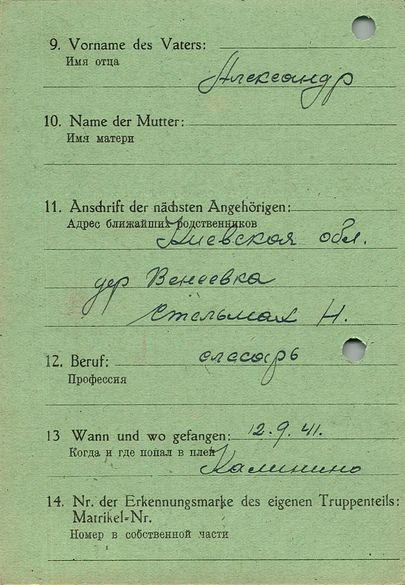 9. Vorname des Vaters:
Имя отца
Александр
10. Name der Mutter:
Имя матери
11. Anschrift der nächsten Angehörigen:
Адрес ближайших родственников
Киевская обл.
дер Венеевка
Стельмах Н.
12. Beruf: слесарь
Профессия
13 Wann und wo gefangen: 12.9.41.
Когда и где попал в плен
Калинино
14. Nr. der Erkennungsmarke des eigenen Truppenteils:
Matrikel-Nr.
Номер в собственной части